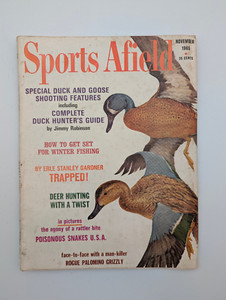 NOVEMBER
1965
35 CENTS
Sports Afield
SPECIAL DUCK AND GOOSE
SHOOTING FEATURES
including
COMPLETE
DUCK HUNTER'S GUIDE
by Jimmy Robinson
HOW TO GET SET
FOR WINTER FISHING
BY ERLE STANLEY GARDNER
TRAPPED!
DEER HUNTING
WITH A TWIST
in pictures
the agony of a rattler bite
POISONOUS SNAKES U.S.A.
face-to-face with a man-killer
ROGUE PALOMINO GRIZZLY